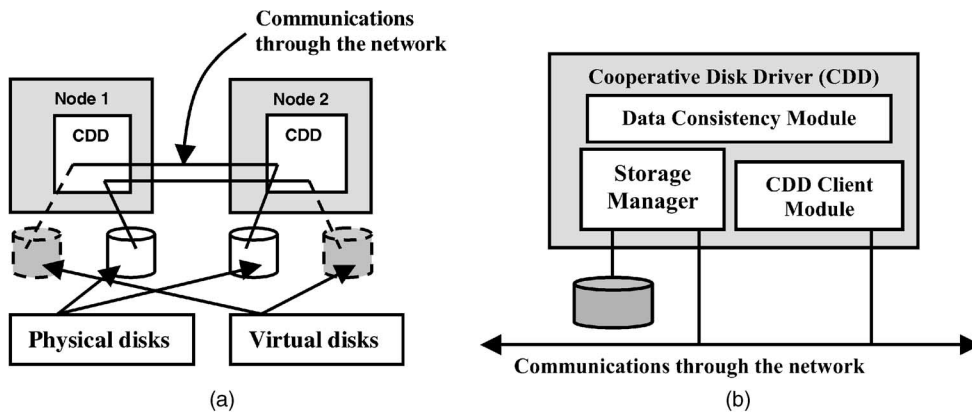 Communications
through the network
Node 1
CDD
Node 2
CDD
Physical disks
Virtual disks
(a)
Cooperative Disk Driver (CDD)
Data Consistency Module
Storage
Manager
CDD Client
Module
Communications through the network
(b)